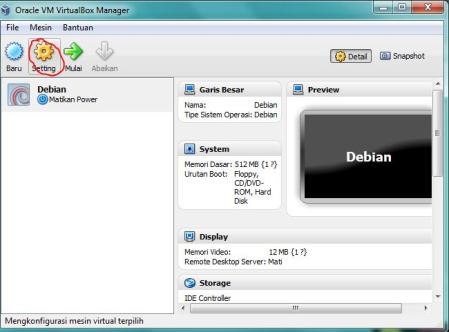 Oracle VM VirtualBox Manager
File Mesin Bantuan
Baru Setting Mulai Abaikan
Detail Snapshot
Debian
Matikan Power
Garis Besar
Nama: Debian
Tipe Sistem Operasi: Debian
System
Memori Dasar: 512 MB {1 ?}
Urutan Boot: Floppy,
CD/DVD-
ROM, Hard
Disk
Preview
Debian
Display
Memori Video: 12 MB {1 ?}
Remote Desktop Server: Mati
Storage
IDE Controller
Mengkonfigurasi mesin virtual terpilih